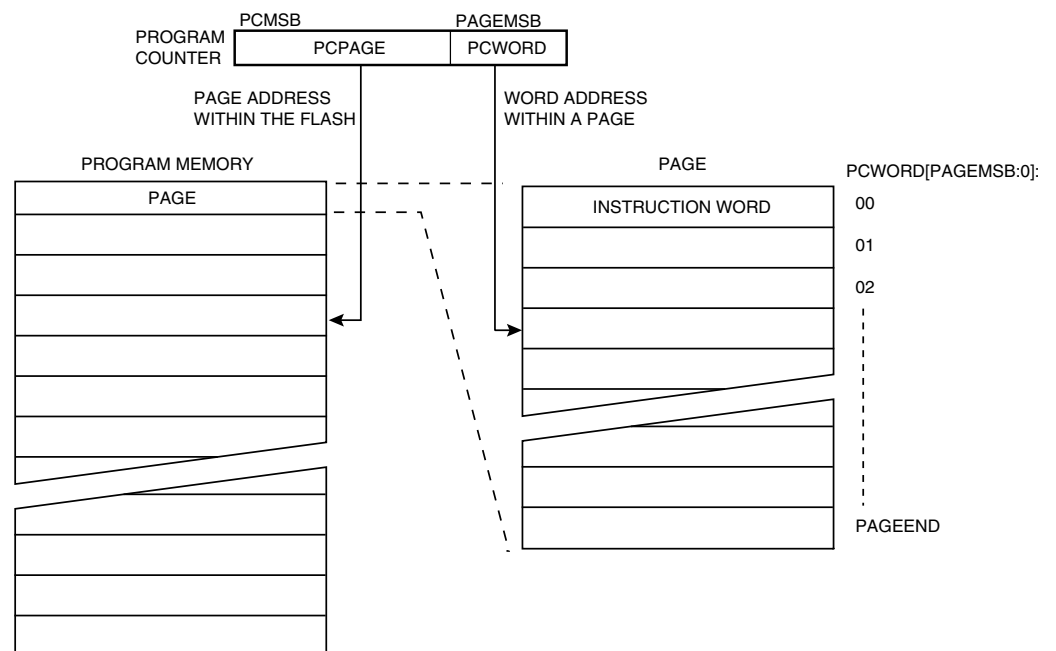 PCMSB
PAGEMSB
PROGRAM
COUNTER
PCPAGE
PCWORD
PAGE ADDRESS
WITHIN THE FLASH
WORD ADDRESS
WITHIN A PAGE
PROGRAM MEMORY
PAGE
PAGE
PCWORD[PAGEMSB:0]:
INSTRUCTION WORD
00
01
02
PAGEEND